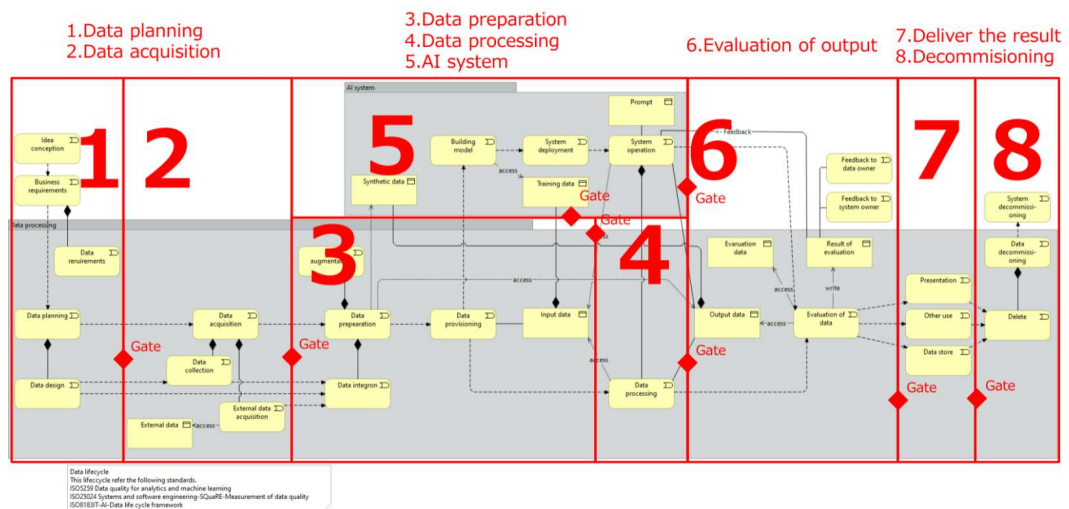 1.Data planning
2.Data acquisition
3.Data preparation
4.Data processing
5.AI system
6.Evaluation of output
7.Deliver the result
8.Decommisioning
AI system
Prompt
1
2
5
6
7
8
Idea
conception
Building
model
System
deployment
System
operation
<- Feedback
Feedback to
data owner
Business
requirements
access
Synthetic data
Training data
Gate
Feedback to
system owner
System
decommissi-
oning
Gate
Gate
Data processing
3
4
Data
reruirements
augmenta
Evaruation
data
Result of
evaluation
Data
decommissi-
oning
access
access
write
Presentation
Data planning
Data
acquisition
Data
prepearation
Data
provisioning
Input data
Output data
access
Evaluation of
data
Other use
Delete
Gate
Gate
Gate
Data
collection
access
Data store
Data design
Data integron
Data
processing
Gate
Gate
External data
acquisition
External data
access
Data lifecycle
This lifeccycle refer the following standards.
ISO5259 Data quality for analytics and machine learning
ISO25024 Systems and software engineering-SQuaRE-Measurement of data quality
ISO8183IT-AI-Data life cycle framework